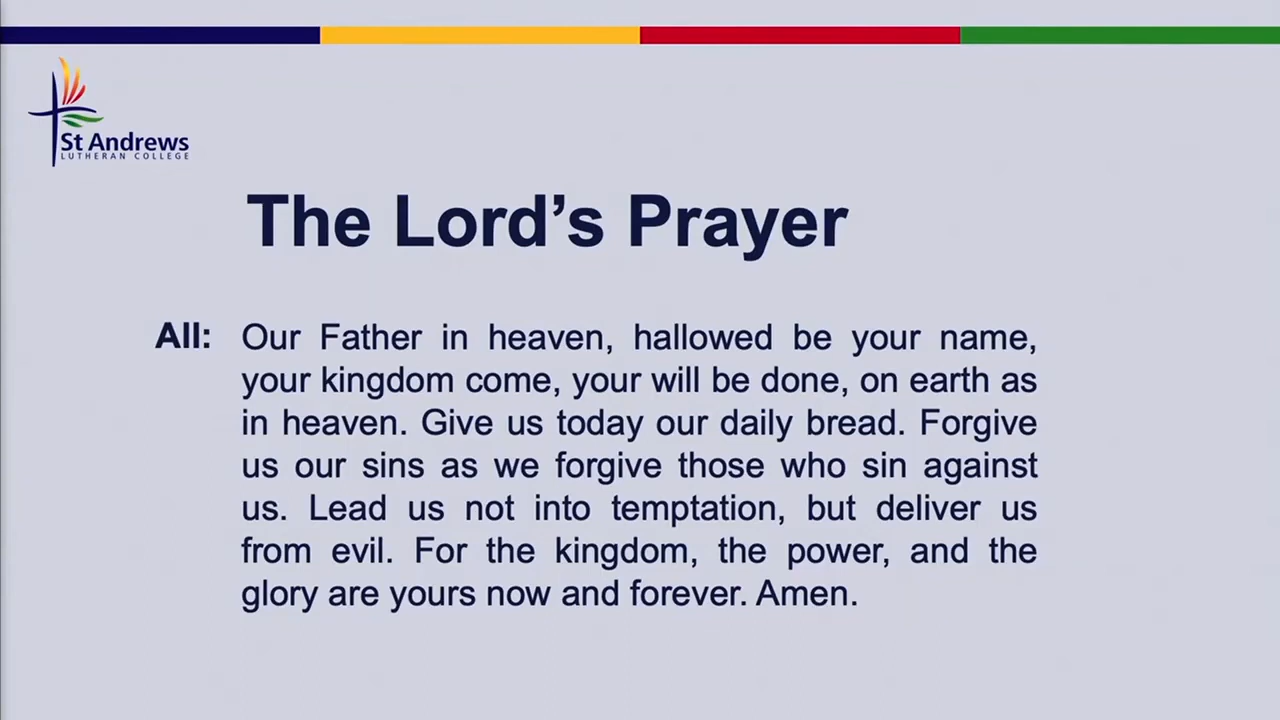 St Andrews
LUTHERAN COLLEGE
The Lord’s Prayer
All: Our Father in heaven, hallowed be your name,
your kingdom come, your will be done, on earth as
in heaven. Give us today our daily bread. Forgive
us our sins as we forgive those who sin against
us. Lead us not into temptation, but deliver us
from evil. For the kingdom, the power, and the
glory are yours now and forever. Amen.